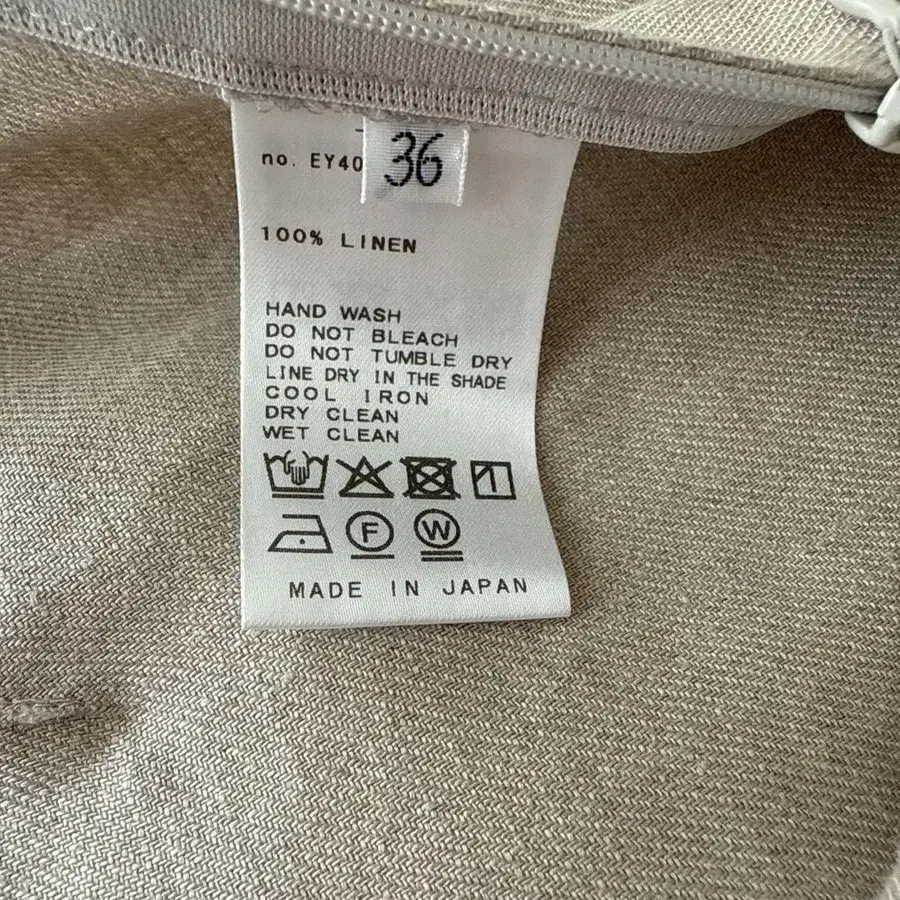 no. EY40
36
100% LINEN
HAND WASH
DO NOT BLEACH
DO NOT TUMBLE DRY
LINE DRY IN THE SHADE
COOL IRON
DRY CLEAN
WET CLEAN
F W
MADE IN JAPAN